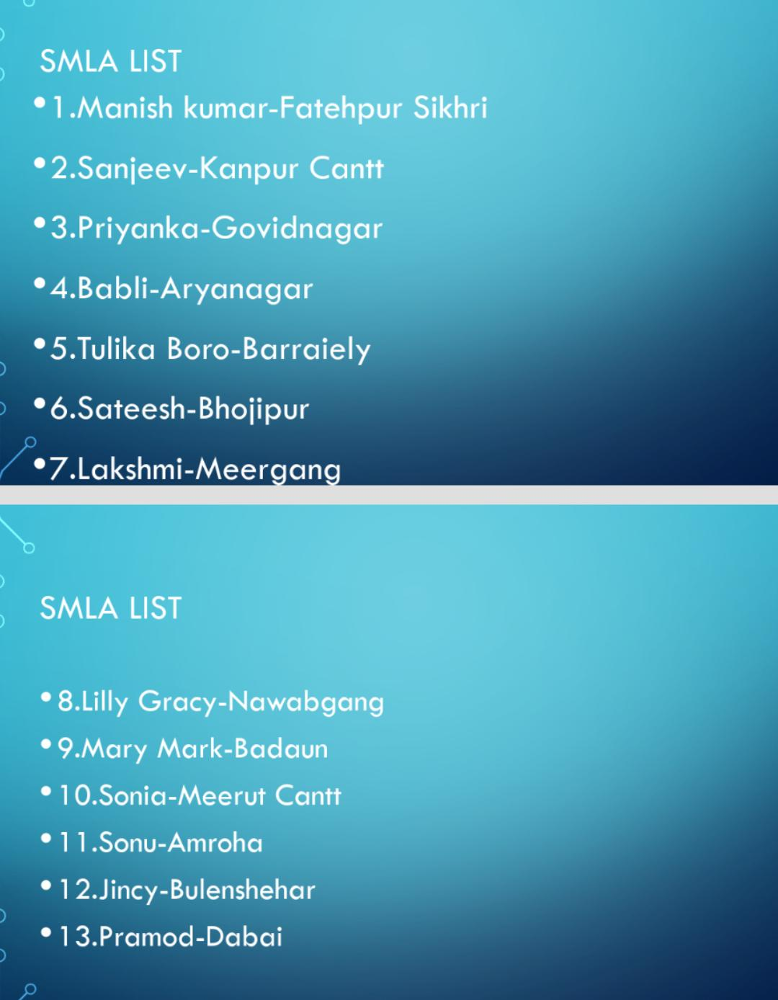 SMLA LIST
•1.Manish kumar-Fatehpur Sikhri
•2.Sanjeev-Kanpur Cantt
•3.Priyanka-Govidnagar
•4.Babli-Aryanagar
•5.Tulika Boro-Barraiely
•6.Sateesh-Bhojipur
•7.Lakshmi-Meergang
SMLA LIST
•8.Lilly Gracy-Nawabgang
•9.Mary Mark-Badaun
•10.Sonia-Meerut Cantt
•11.Sonu-Amroha
•12.Jincy-Bulenshehar
•13.Pramod-Dabai